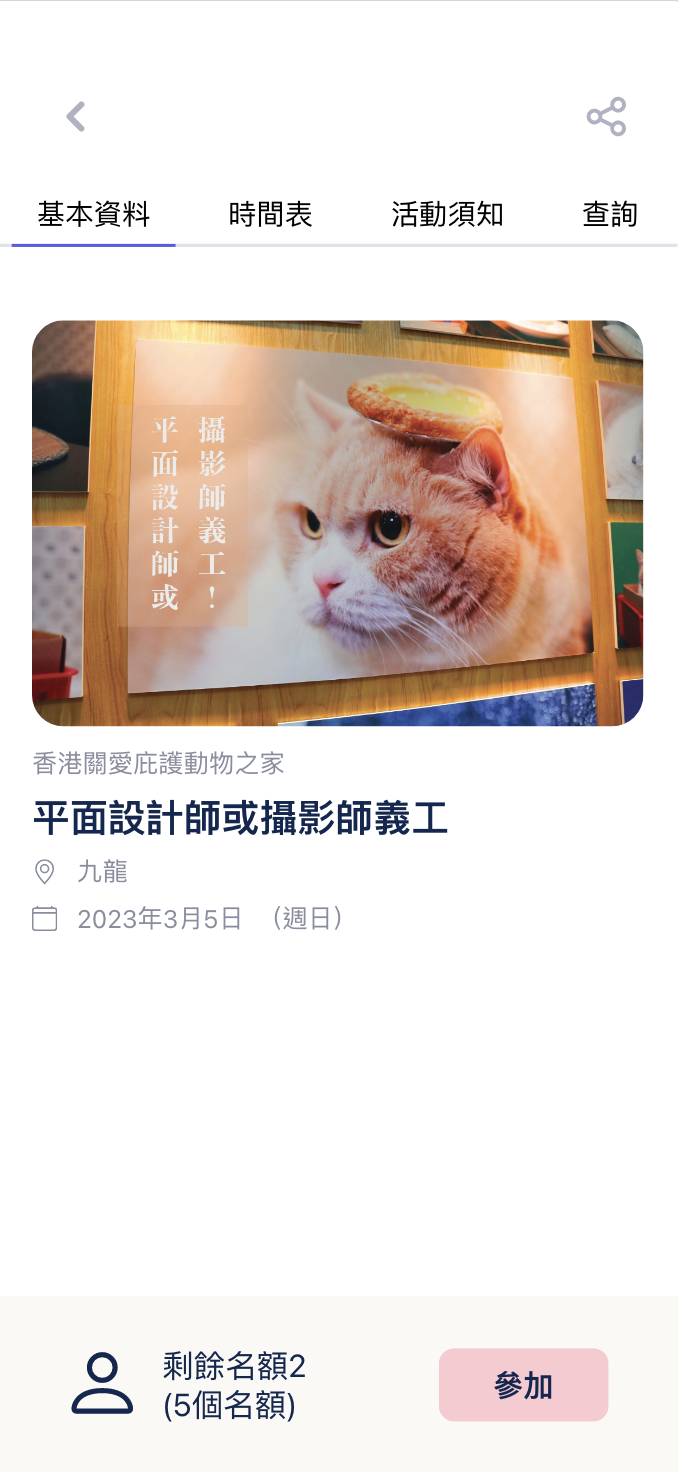 基本資料
時間表
活動須知
查詢
攝影師義工！
平面設計師或
香港關愛庇護動物之家
平面設計師或攝影師義工
九龍
2023年3月5日 （週日）
剩餘名額2
(5個名額)
參加